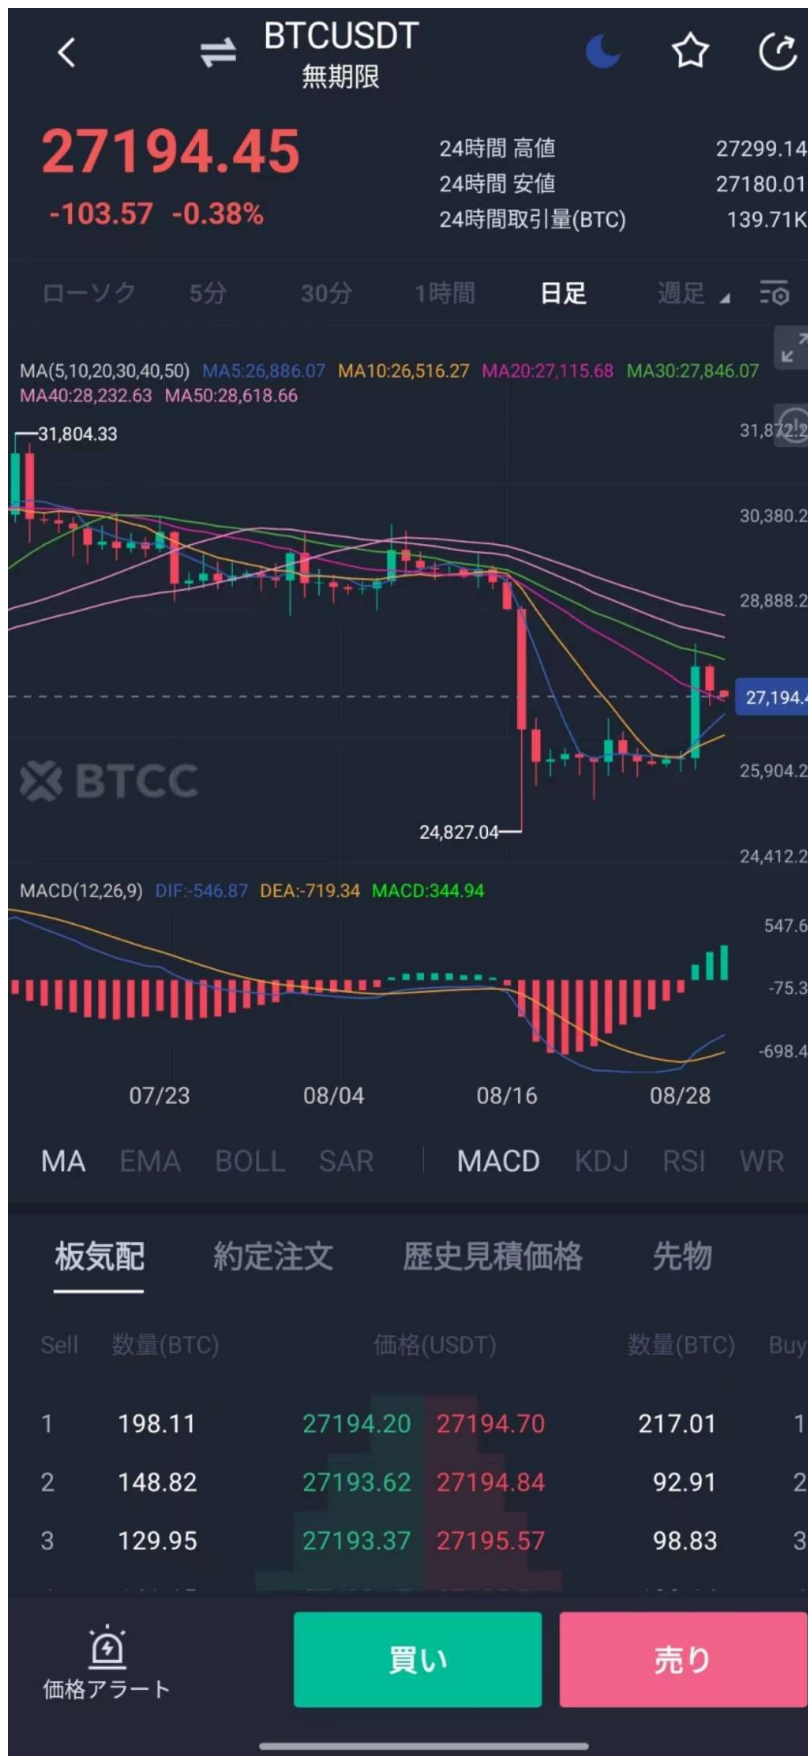 BTCUSDT
無期限
27194.45
-103.57 -0.38%
24時間 高値 27299.14
24時間 安値 27180.01
24時間取引量(BTC) 139.71K
ローソク 5分 30分 1時間 日足 週足
MA(5,10,20,30,40,50) MA5:26,886.07 MA10:26,516.27 MA20:27,115.68 MA30:27,846.07
MA40:28,232.63 MA50:28,618.66
31,804.33
31,872.2
30,380.2
28,888.2
27,194.4
25,904.2
BTCC
24,827.04
24,412.2
MACD(12,26,9) DIF:-546.87 DEA:-719.34 MACD:344.94
547.6
-75.3
-698.4
07/23 08/04 08/16 08/28
MA EMA BOLL SAR MACD KDJ RSI WR
板気配 約定注文 歴史見積価格 先物
Sell 数量(BTC) 価格(USDT) 数量(BTC) Buy
1 198.11 27194.20 27194.70 217.01 1
2 148.82 27193.62 27194.84 92.91 2
3 129.95 27193.37 27195.57 98.83 3
価格アラート 買い 売り